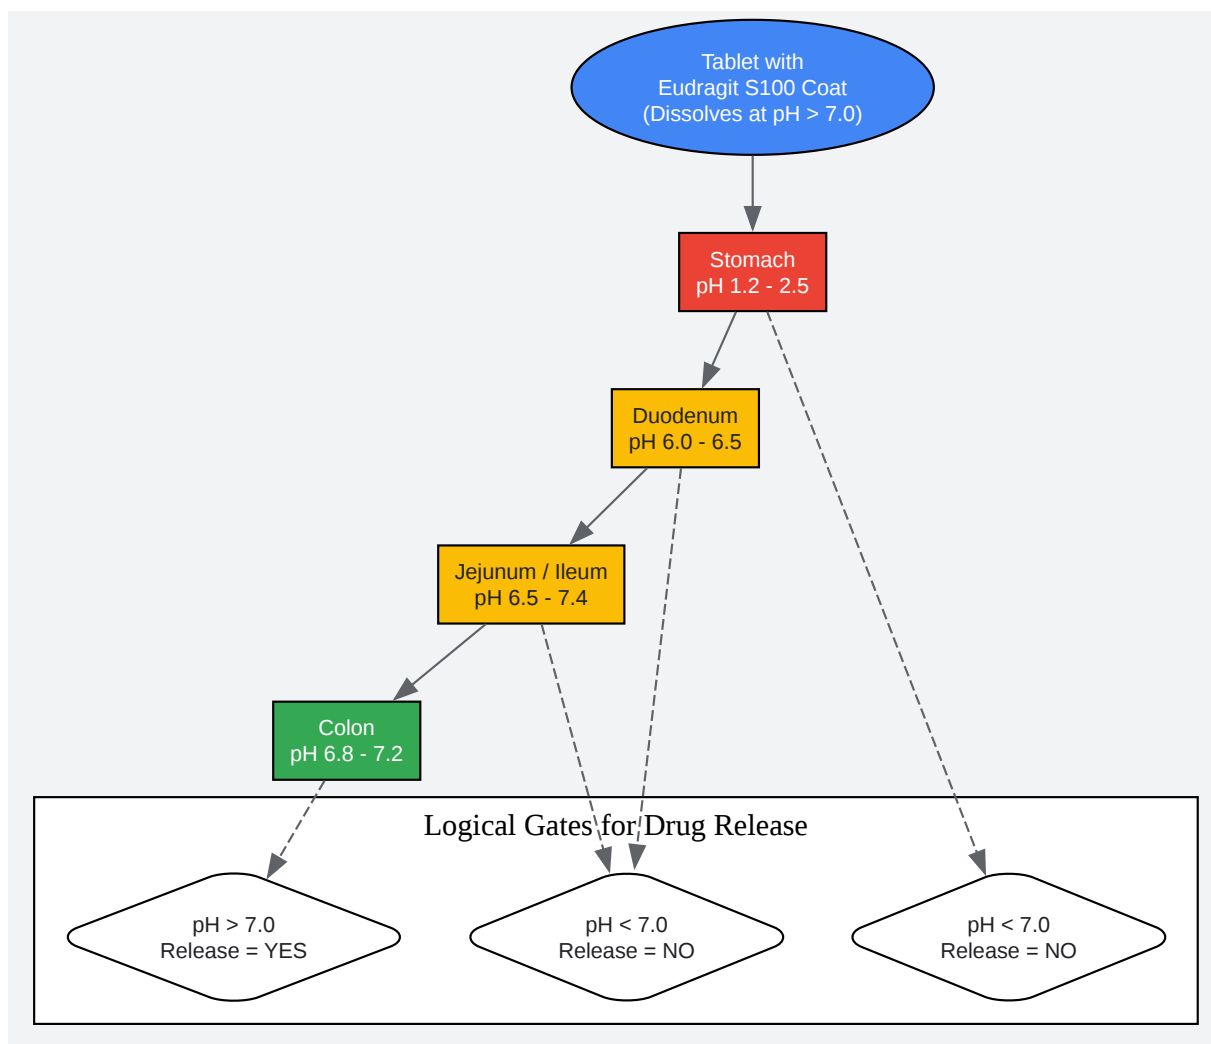 Tablet with
Eudragit S100 Coat
(Dissolves at pH > 7.0)
Stomach
pH 1.2 - 2.5
Duodenum
pH 6.0 - 6.5
Jejunum / Ileum
pH 6.5 - 7.4
Colon
pH 6.8 - 7.2
Logical Gates for Drug Release
pH > 7.0
Release = YES
pH < 7.0
Release = NO
pH < 7.0
Release = NO